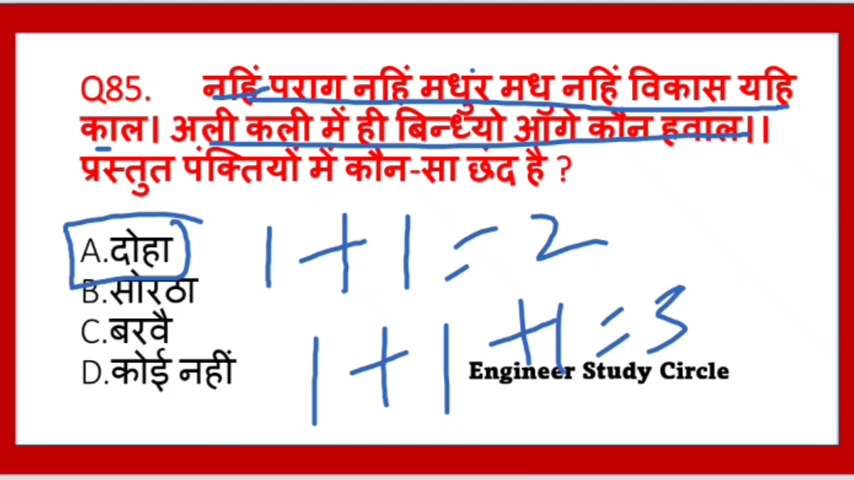 Q85. नहिं पराग नहिं मधुर मधु नहिं विकास यहि
काल। अली कली में ही बिन्ध्यो आँगे कौन हवाल।।
प्रस्तुत पंक्तियों में कौन-सा छंद है ?
A.दोहा
1+1=2
B.सोरठा
C.बरवै
1+1+1=3
D.कोई नहीं
Engineer Study Circle